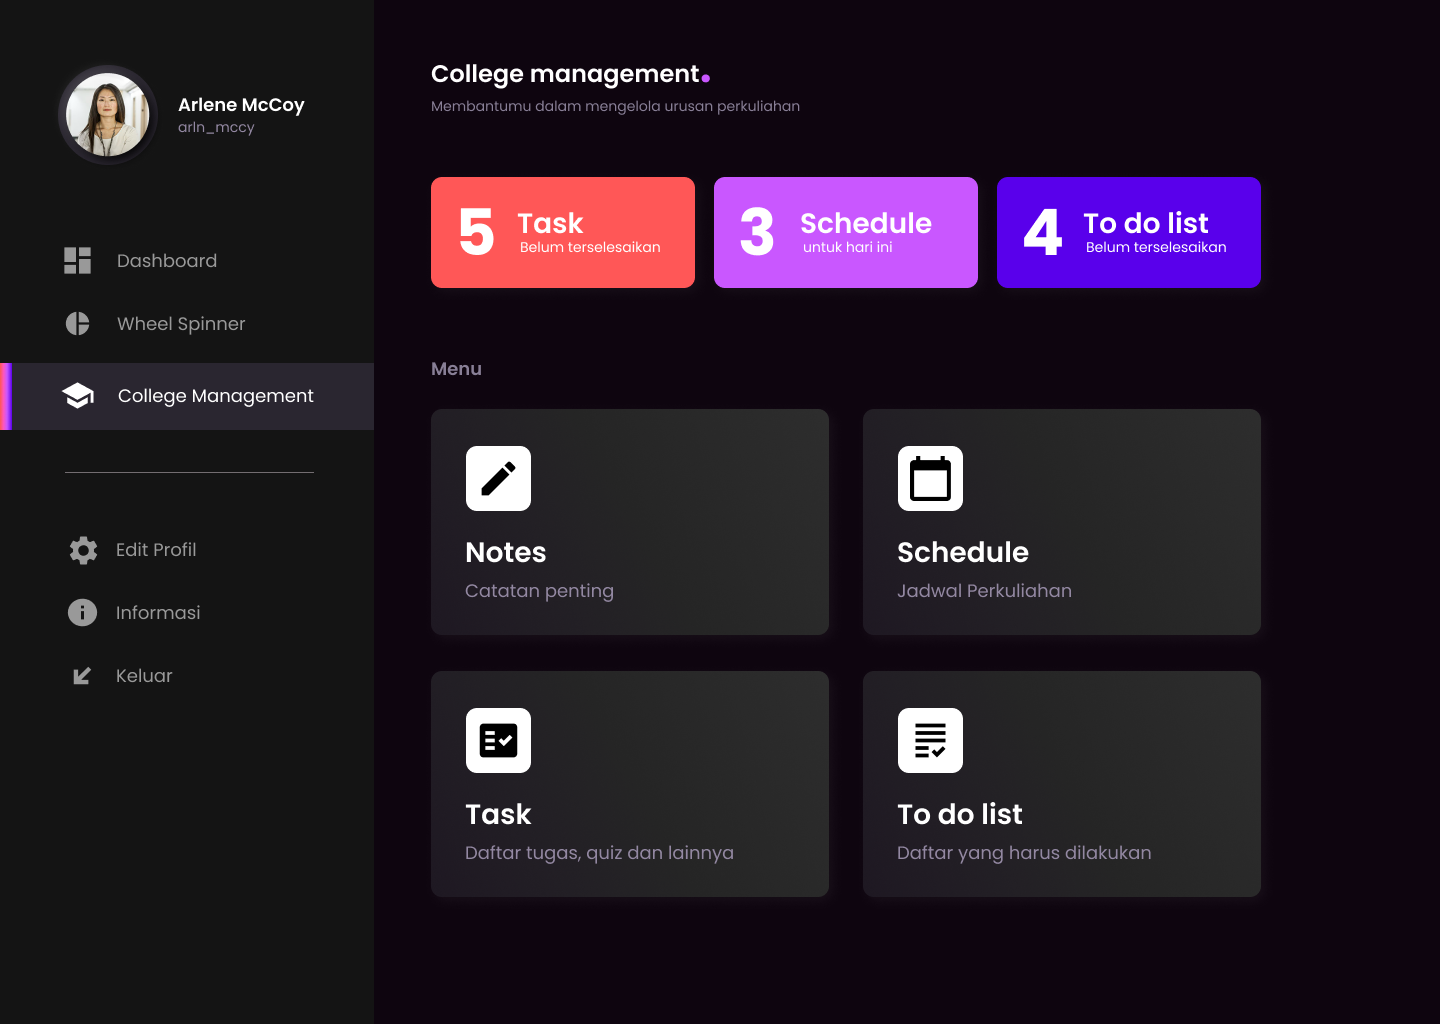 Arlene McCoy
arln_mccy
Dashboard
Wheel Spinner
College Management
Edit Profil
Informasi
Keluar
College management.
Membantumu dalam mengelola urusan perkuliahan
5 Task
Belum terselesaikan
3 Schedule
untuk hari ini
4 To do list
Belum terselesaikan
Menu
Notes
Catatan penting
Schedule
Jadwal Perkuliahan
Task
Daftar tugas, quiz dan lainnya
To do list
Daftar yang harus dilakukan